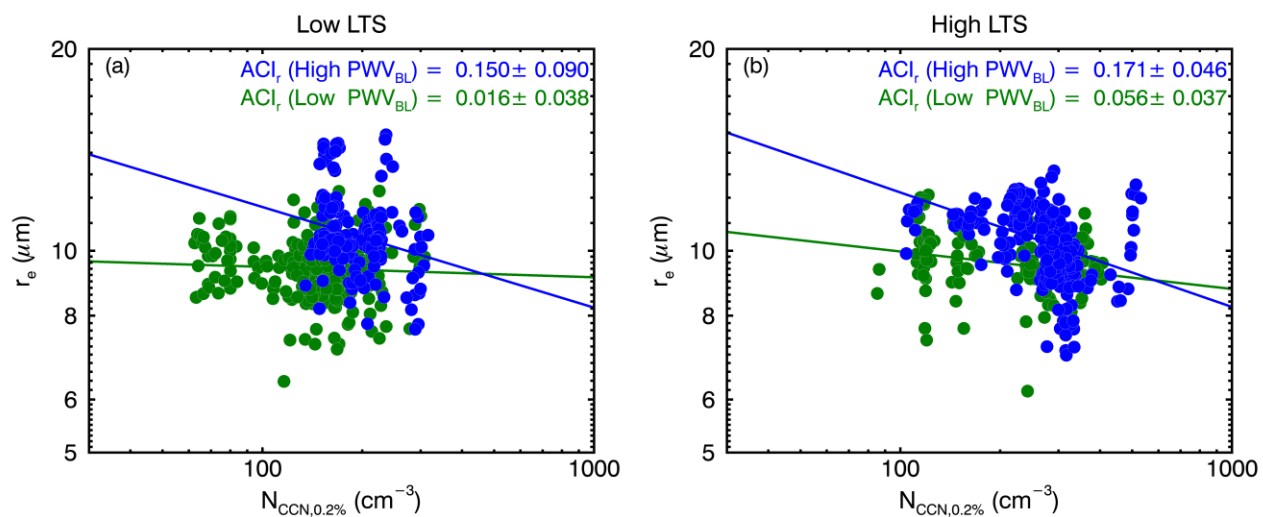 Low LTS
(a)
ACI_r (High PWV_BL) = 0.150± 0.090
ACI_r (Low PWV_BL) = 0.016± 0.038
20
10
8
6
5
r_e (μm)
100
1000
N_CCN,0.2% (cm⁻³)
High LTS
(b)
ACI_r (High PWV_BL) = 0.171± 0.046
ACI_r (Low PWV_BL) = 0.056± 0.037
20
10
8
6
5
r_e (μm)
100
1000
N_CCN,0.2% (cm⁻³)